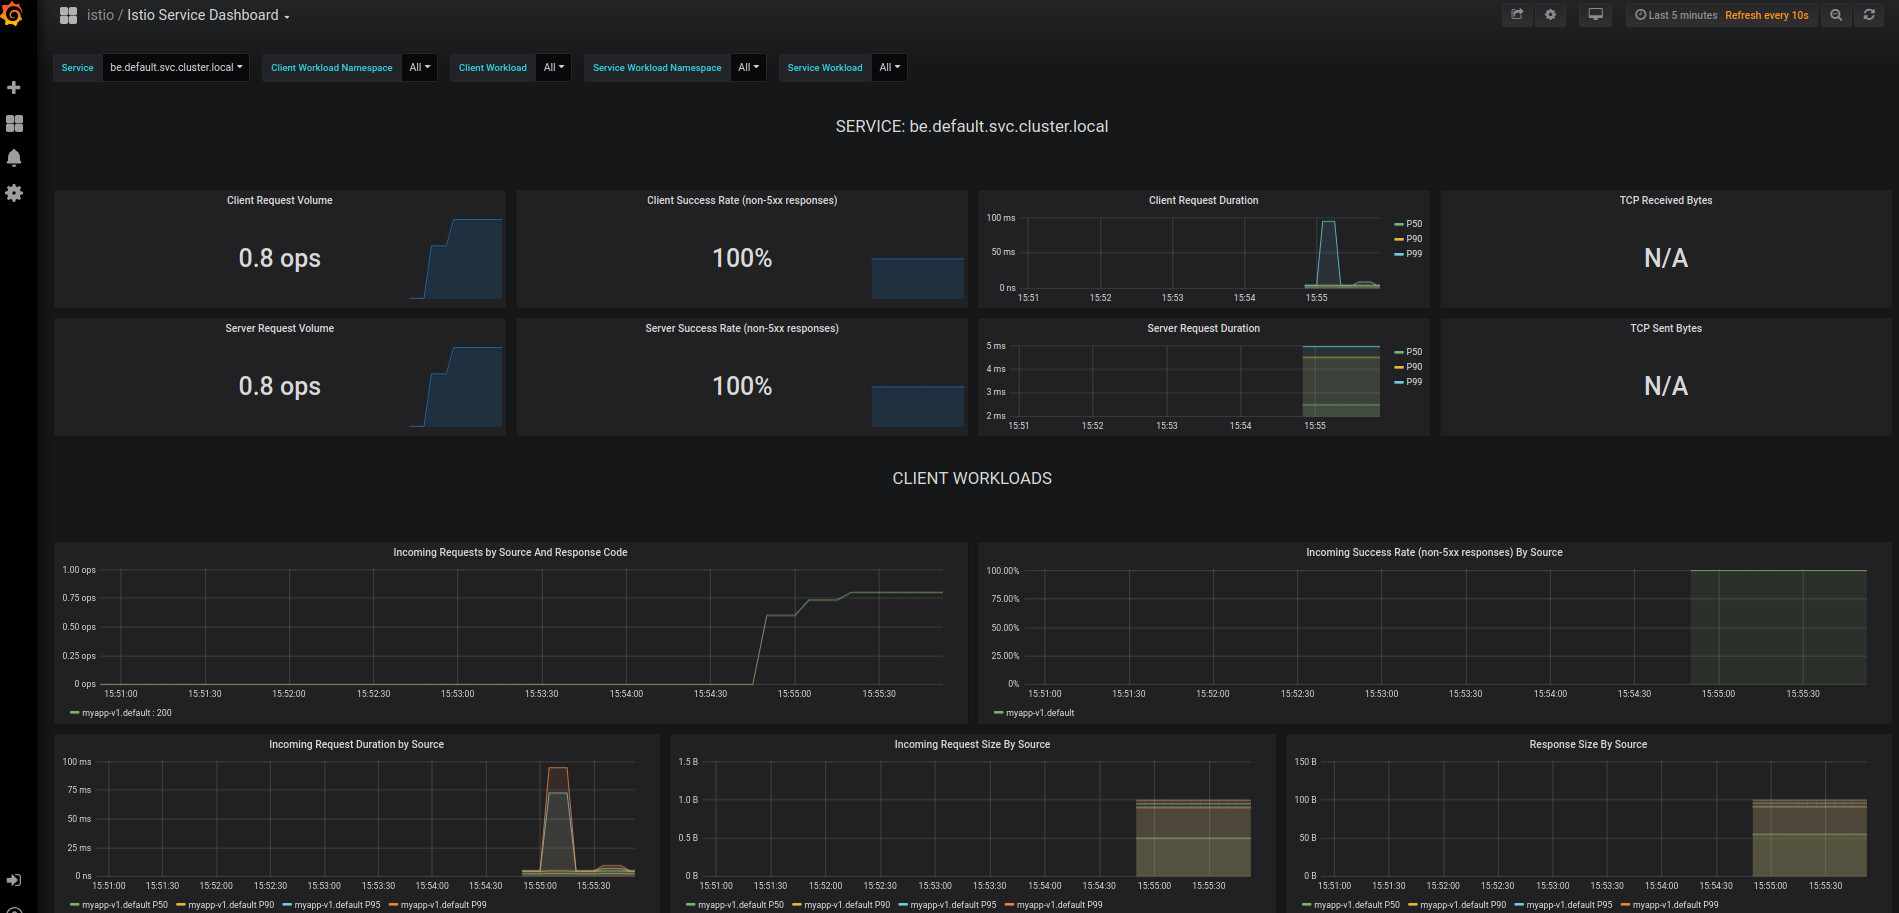 istio / Istio Service Dashboard
Last 5 minutes Refresh every 10s
Service be.default.svc.cluster.local Client Workload Namespace All Client Workload All Service Workload Namespace All Service Workload All
SERVICE: be.default.svc.cluster.local
Client Request Volume
0.8 ops
Client Success Rate (non-5xx responses)
100%
Client Request Duration
100 ms
50 ms
0 ns
15:51 15:52 15:53 15:54 15:55
P50
P90
P99
TCP Received Bytes
N/A
Server Request Volume
0.8 ops
Server Success Rate (non-5xx responses)
100%
Server Request Duration
5 ms
4 ms
3 ms
2 ms
15:51 15:52 15:53 15:54 15:55
P50
P90
P99
TCP Sent Bytes
N/A
CLIENT WORKLOADS
Incoming Requests by Source And Response Code
1.00 ops
0.75 ops
0.50 ops
0.25 ops
0 ops
15:51:00 15:51:30 15:52:00 15:52:30 15:53:00 15:53:30 15:54:00 15:54:30 15:55:00 15:55:30
myapp-v1.default : 200
Incoming Success Rate (non-5xx responses) By Source
100.00%
75.00%
50.00%
25.00%
0%
15:51:00 15:51:30 15:52:00 15:52:30 15:53:00 15:53:30 15:54:00 15:54:30 15:55:00 15:55:30
myapp-v1.default
Incoming Request Duration by Source
100 ms
75 ms
50 ms
25 ms
0 ns
15:51:00 15:51:30 15:52:00 15:52:30 15:53:00 15:53:30 15:54:00 15:54:30 15:55:00 15:55:30
myapp-v1.default P50 myapp-v1.default P90 myapp-v1.default P95 myapp-v1.default P99
Incoming Request Size By Source
1.5 B
1.0 B
0.5 B
0 B
15:51:00 15:51:30 15:52:00 15:52:30 15:53:00 15:53:30 15:54:00 15:54:30 15:55:00 15:55:30
myapp-v1.default P50 myapp-v1.default P90 myapp-v1.default P95 myapp-v1.default P99
Response Size By Source
150 B
100 B
50 B
0 B
15:51:00 15:51:30 15:52:00 15:52:30 15:53:00 15:53:30 15:54:00 15:54:30 15:55:00 15:55:30
myapp-v1.default P50 myapp-v1.default P90 myapp-v1.default P95 myapp-v1.default P99